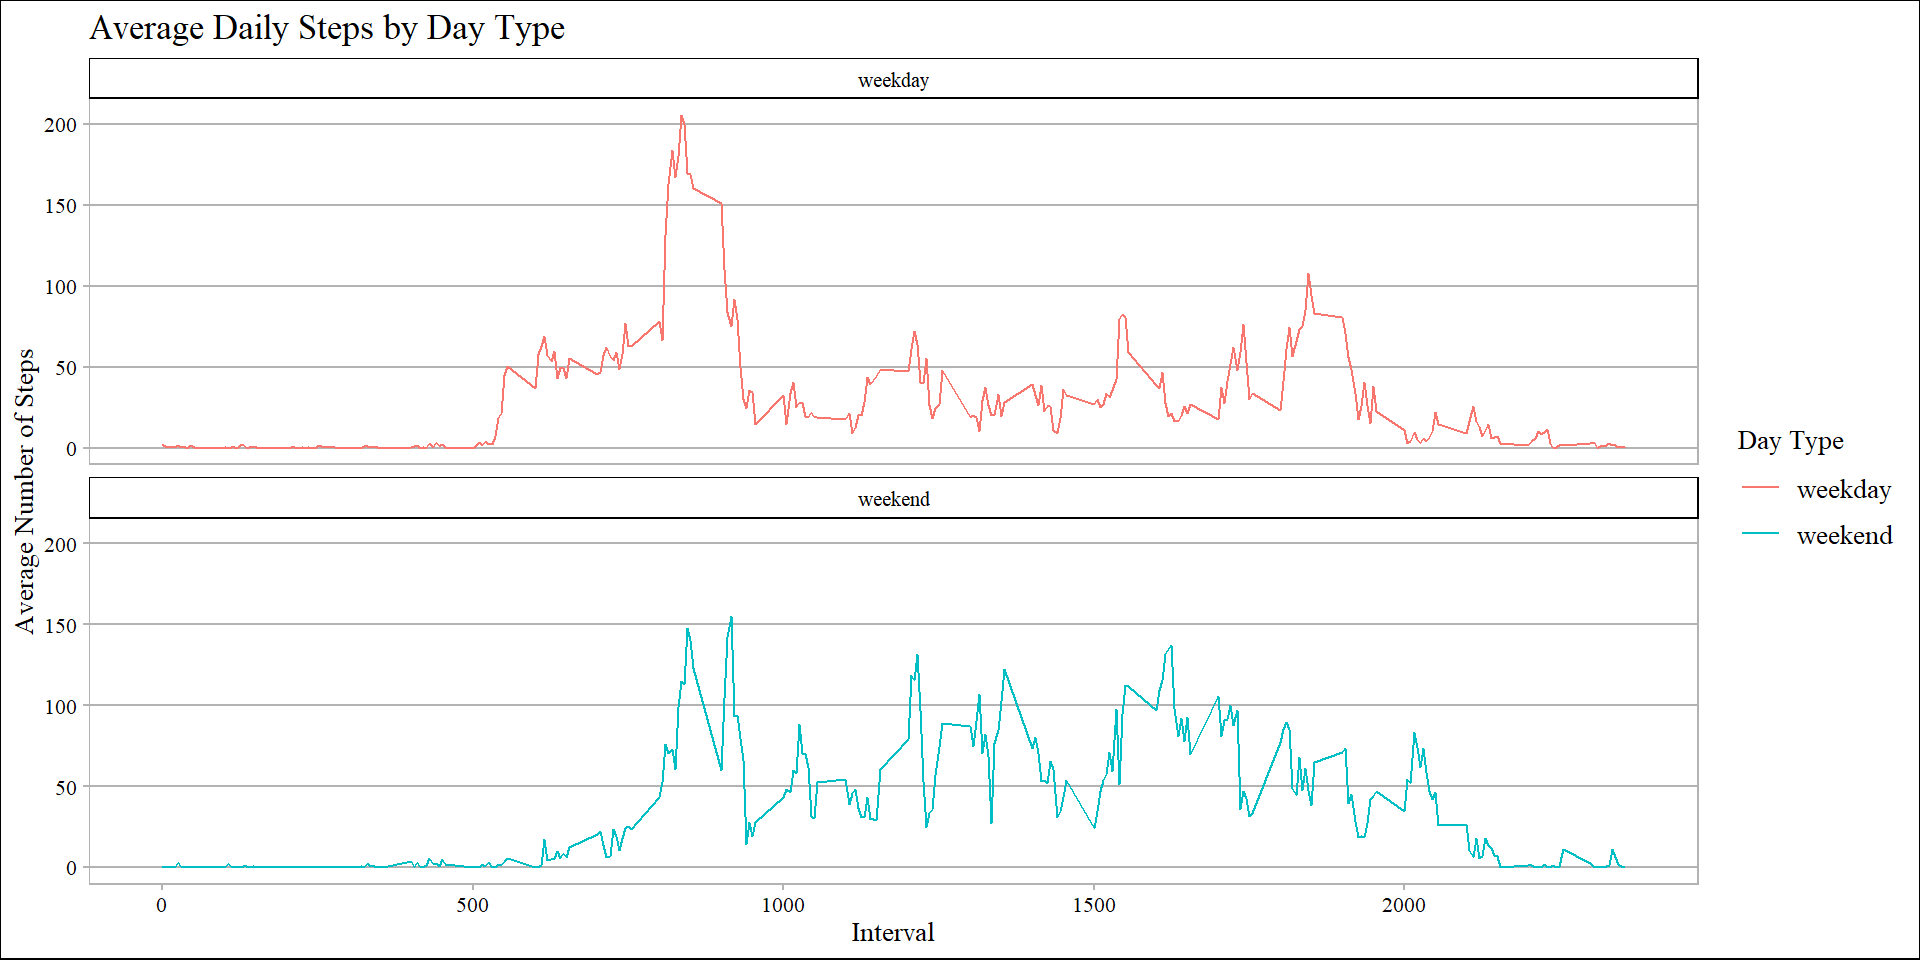 Average Daily Steps by Day Type
weekday
200
150
100
50
0
weekend
200
150
100
50
0
0 500 1000 1500 2000
Interval
Average Number of Steps
Day Type
weekday
weekend